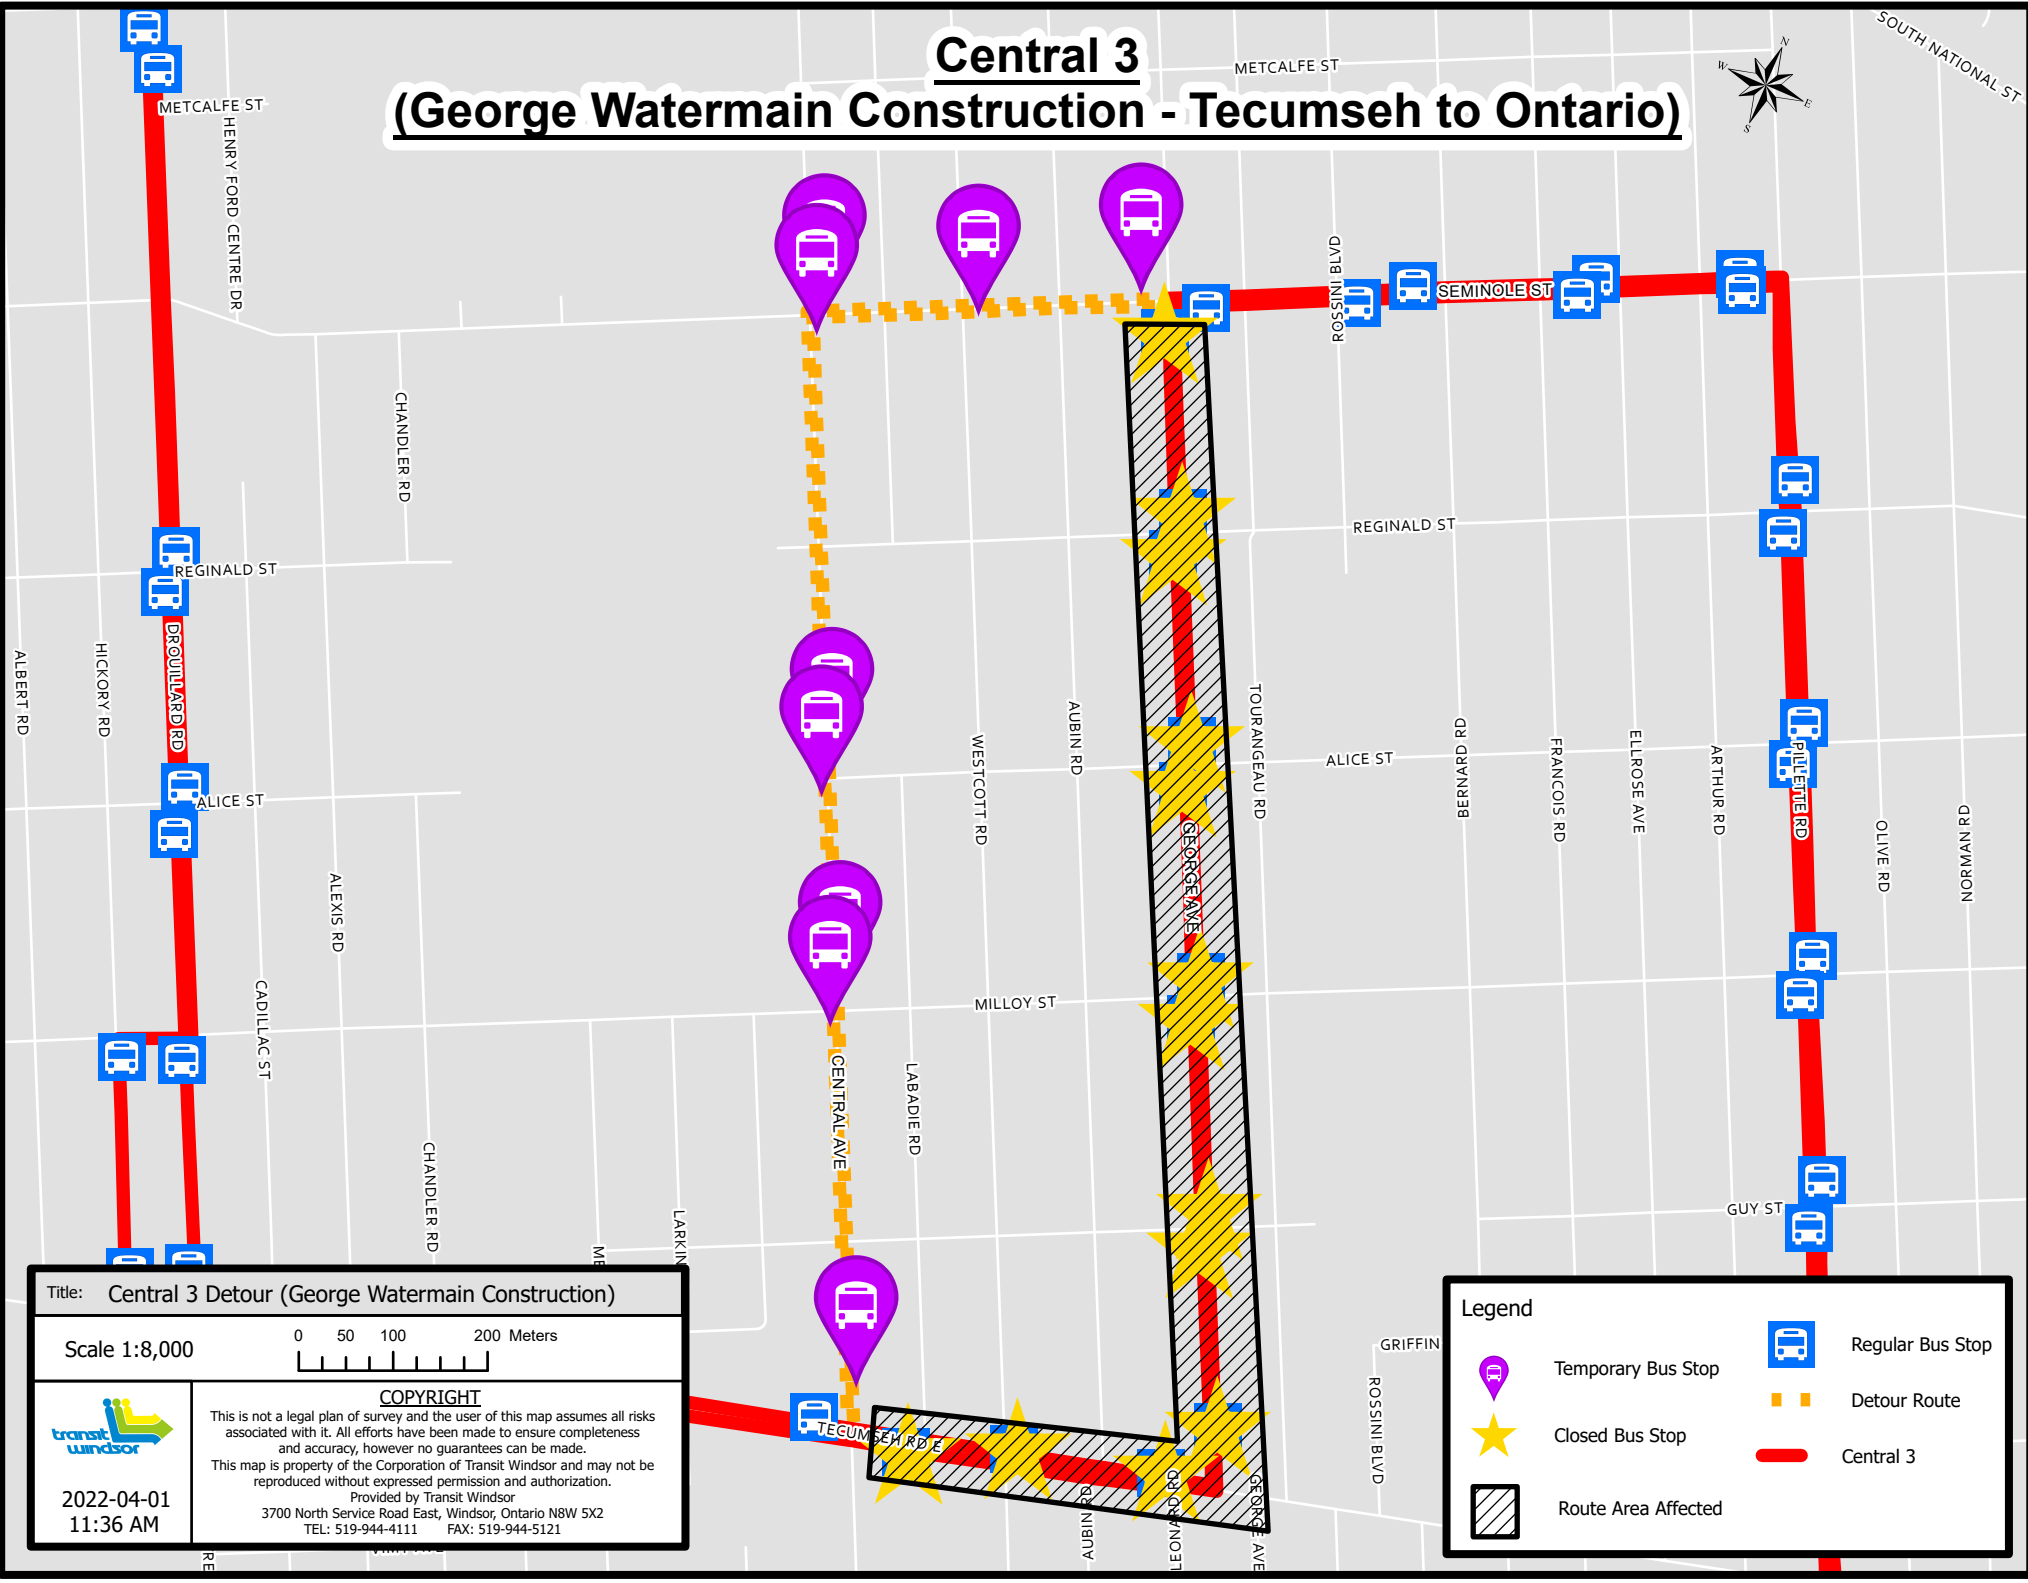 Central 3
(George Watermain Construction - Tecumseh to Ontario)
N
W
E
S
SOUTH NATIONAL ST
METCALFE ST
METCALFE ST
HENRY FORD CENTRE DR
ROSSINI BLVD
SEMINOLE ST
CHANDLER RD
REGINALD ST
REGINALD ST
ALBERT RD
HICKORY RD
DROUILLARD RD
WESTCOTT RD
AUBIN RD
TOURANGEAU RD
ALICE ST
BERNARD RD
FRANCOIS RD
ELLROSE AVE
ARTHUR RD
PILLETTE RD
OLIVE RD
NORMAN RD
ALICE ST
GEORGE AVE
ALEXIS RD
CADILLAC ST
MILLOY ST
CENTRAL AVE
LABADIE RD
CHANDLER RD
LARKIN
ME
GUY ST
GRIFFIN
ROSSINI BLVD
TECUMSEH RD E
AUBIN RD
LEONARD RD
GEORGE AVE
RE
Title: Central 3 Detour (George Watermain Construction)
Scale 1:8,000
0 50 100 200 Meters
transit
windsor
2022-04-01
11:36 AM
COPYRIGHT
This is not a legal plan of survey and the user of this map assumes all risks
associated with it. All efforts have been made to ensure completeness
and accuracy, however no guarantees can be made.
This map is property of the Corporation of Transit Windsor and may not be
reproduced without expressed permission and authorization.
Provided by Transit Windsor
3700 North Service Road East, Windsor, Ontario N8W 5X2
TEL: 519-944-4111 FAX: 519-944-5121
Legend
Temporary Bus Stop
Closed Bus Stop
Route Area Affected
Regular Bus Stop
Detour Route
Central 3